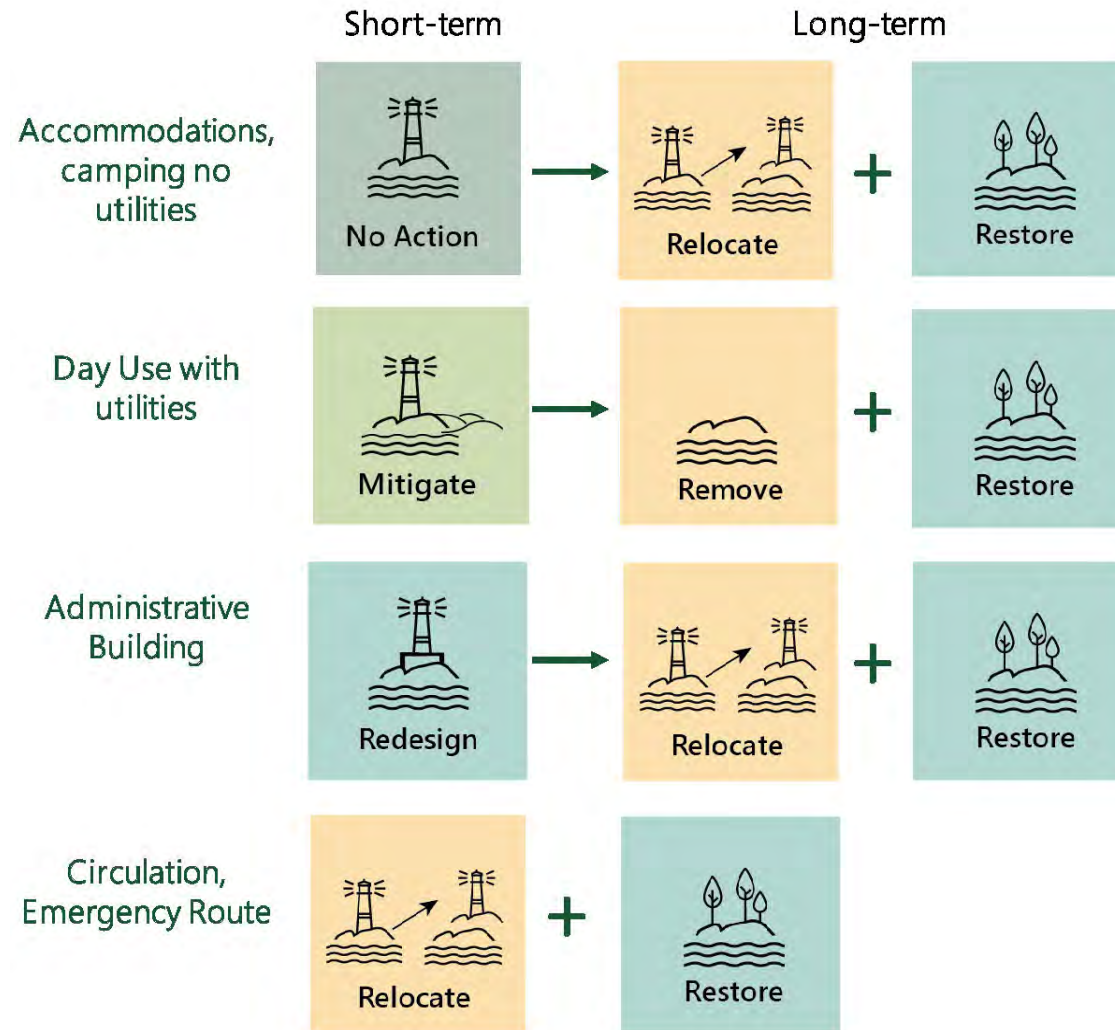 Short-term
Long-term
Accommodations,
camping no
utilities
No Action
Relocate
+
Restore
Day Use with
utilities
Mitigate
Remove
+
Restore
Administrative
Building
Redesign
Relocate
+
Restore
Circulation,
Emergency Route
Relocate
+
Restore